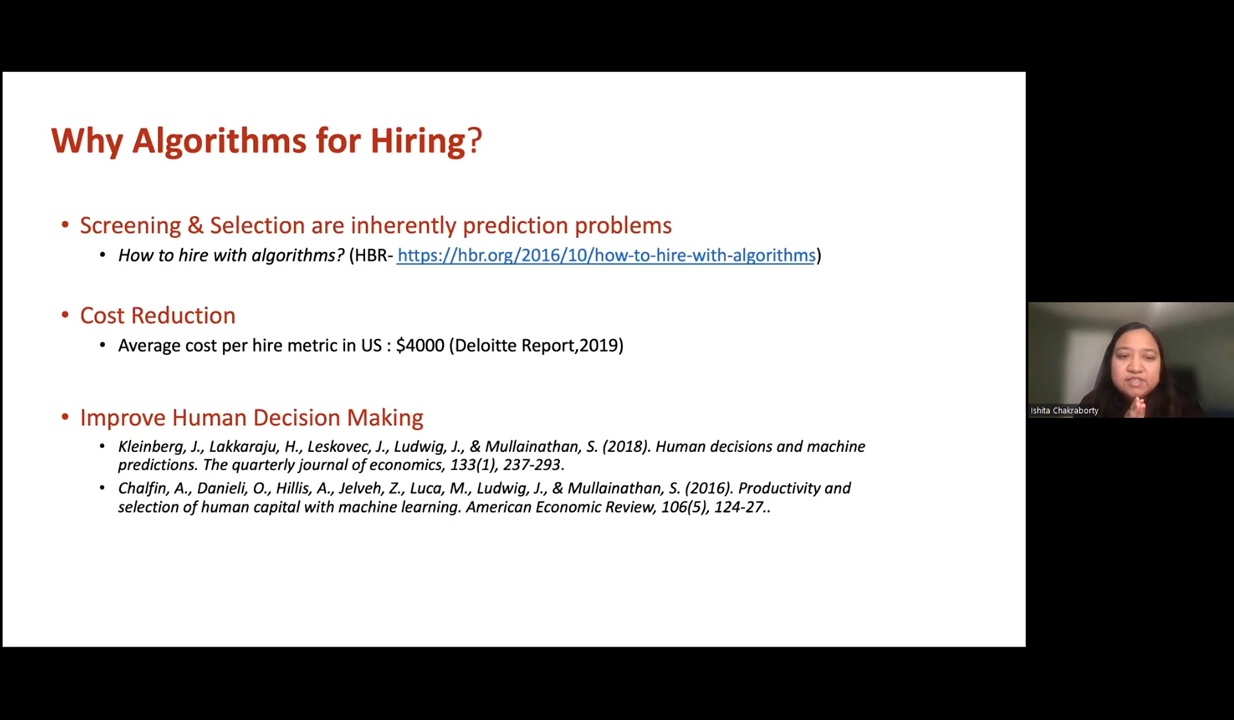 Why Algorithms for Hiring?
• Screening & Selection are inherently prediction problems
• How to hire with algorithms? (HBR- https://hbr.org/2016/10/how-to-hire-with-algorithms)
• Cost Reduction
• Average cost per hire metric in US : $4000 (Deloitte Report,2019)
• Improve Human Decision Making
• Kleinberg, J., Lakkaraju, H., Leskovec, J., Ludwig, J., & Mullainathan, S. (2018). Human decisions and machine
predictions. The quarterly journal of economics, 133(1), 237-293.
• Chalfin, A., Danieli, O., Hillis, A., Jelveh, Z., Luca, M., Ludwig, J., & Mullainathan, S. (2016). Productivity and
selection of human capital with machine learning. American Economic Review, 106(5), 124-27..
Ishita Chakraborty